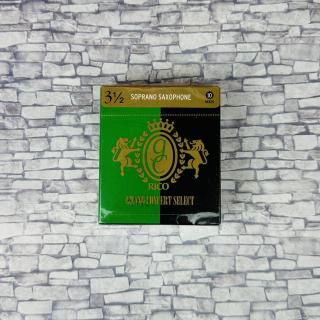 3½ SOPRANO SAXOPHONE 10
RICO
GRAND CONCERT SELECT